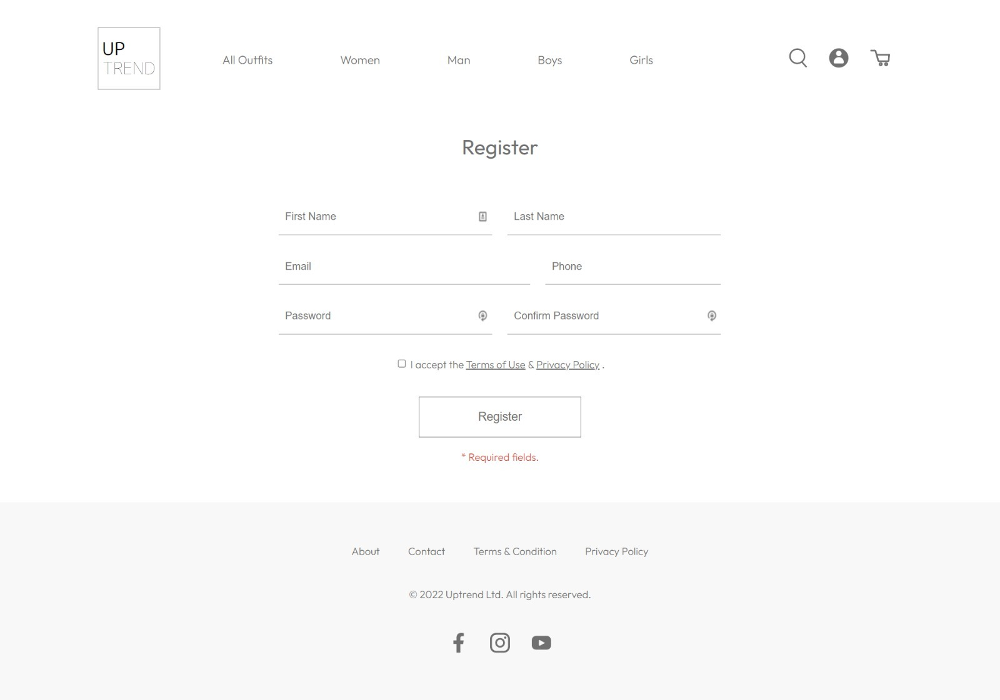 UP
TREND
All Outfits Women Man Boys Girls
Register
First Name Last Name
Email Phone
Password Confirm Password
I accept the Terms of Use & Privacy Policy .
Register
* Required fields.
About Contact Terms & Condition Privacy Policy
© 2022 Uptrend Ltd. All rights reserved.